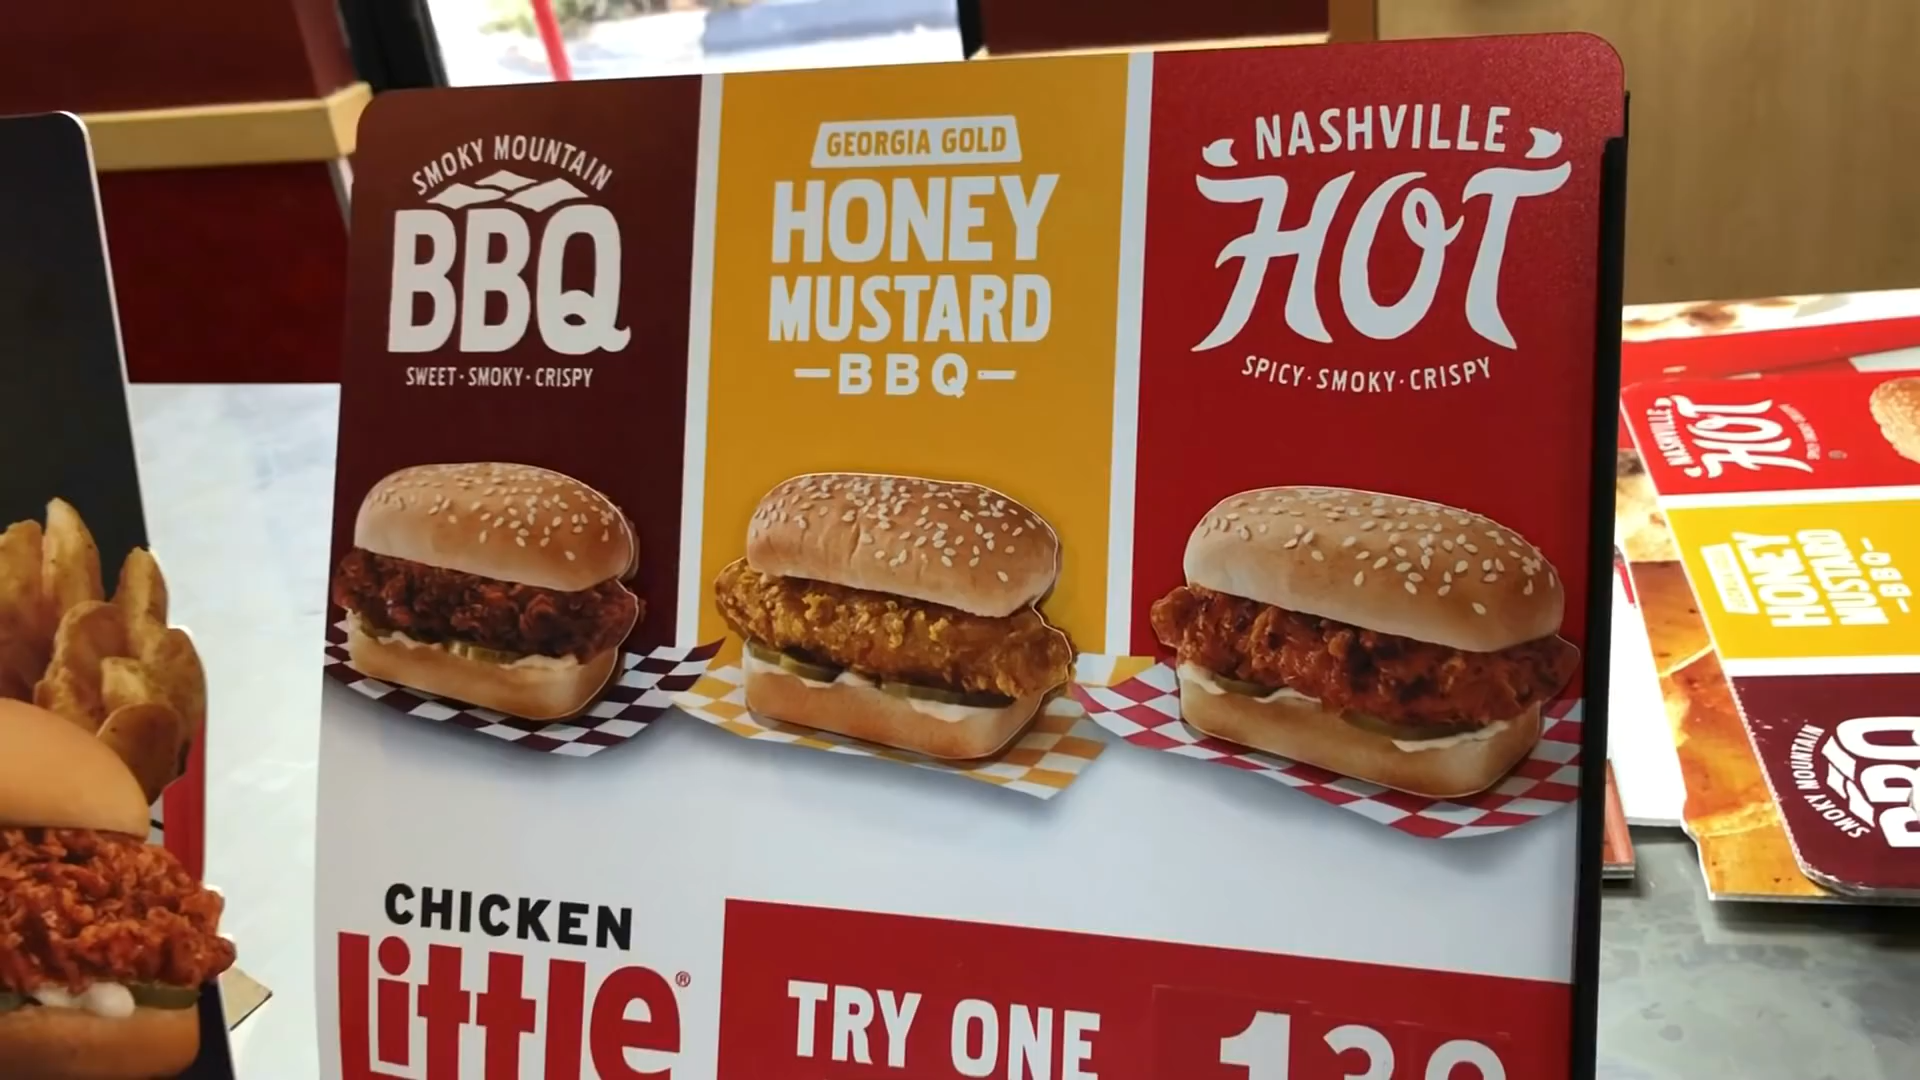 SMOKY MOUNTAIN
BBQ
SWEET · SMOKY · CRISPY
GEORGIA GOLD
HONEY
MUSTARD
BBQ
NASHVILLE
HOT
SPICY · SMOKY · CRISPY
CHICKEN
little®
TRY ONE
NASHVILLE
HOT
HONEY
MUSTARD
BBQ
SMOKY MOUNTAIN
BBQ